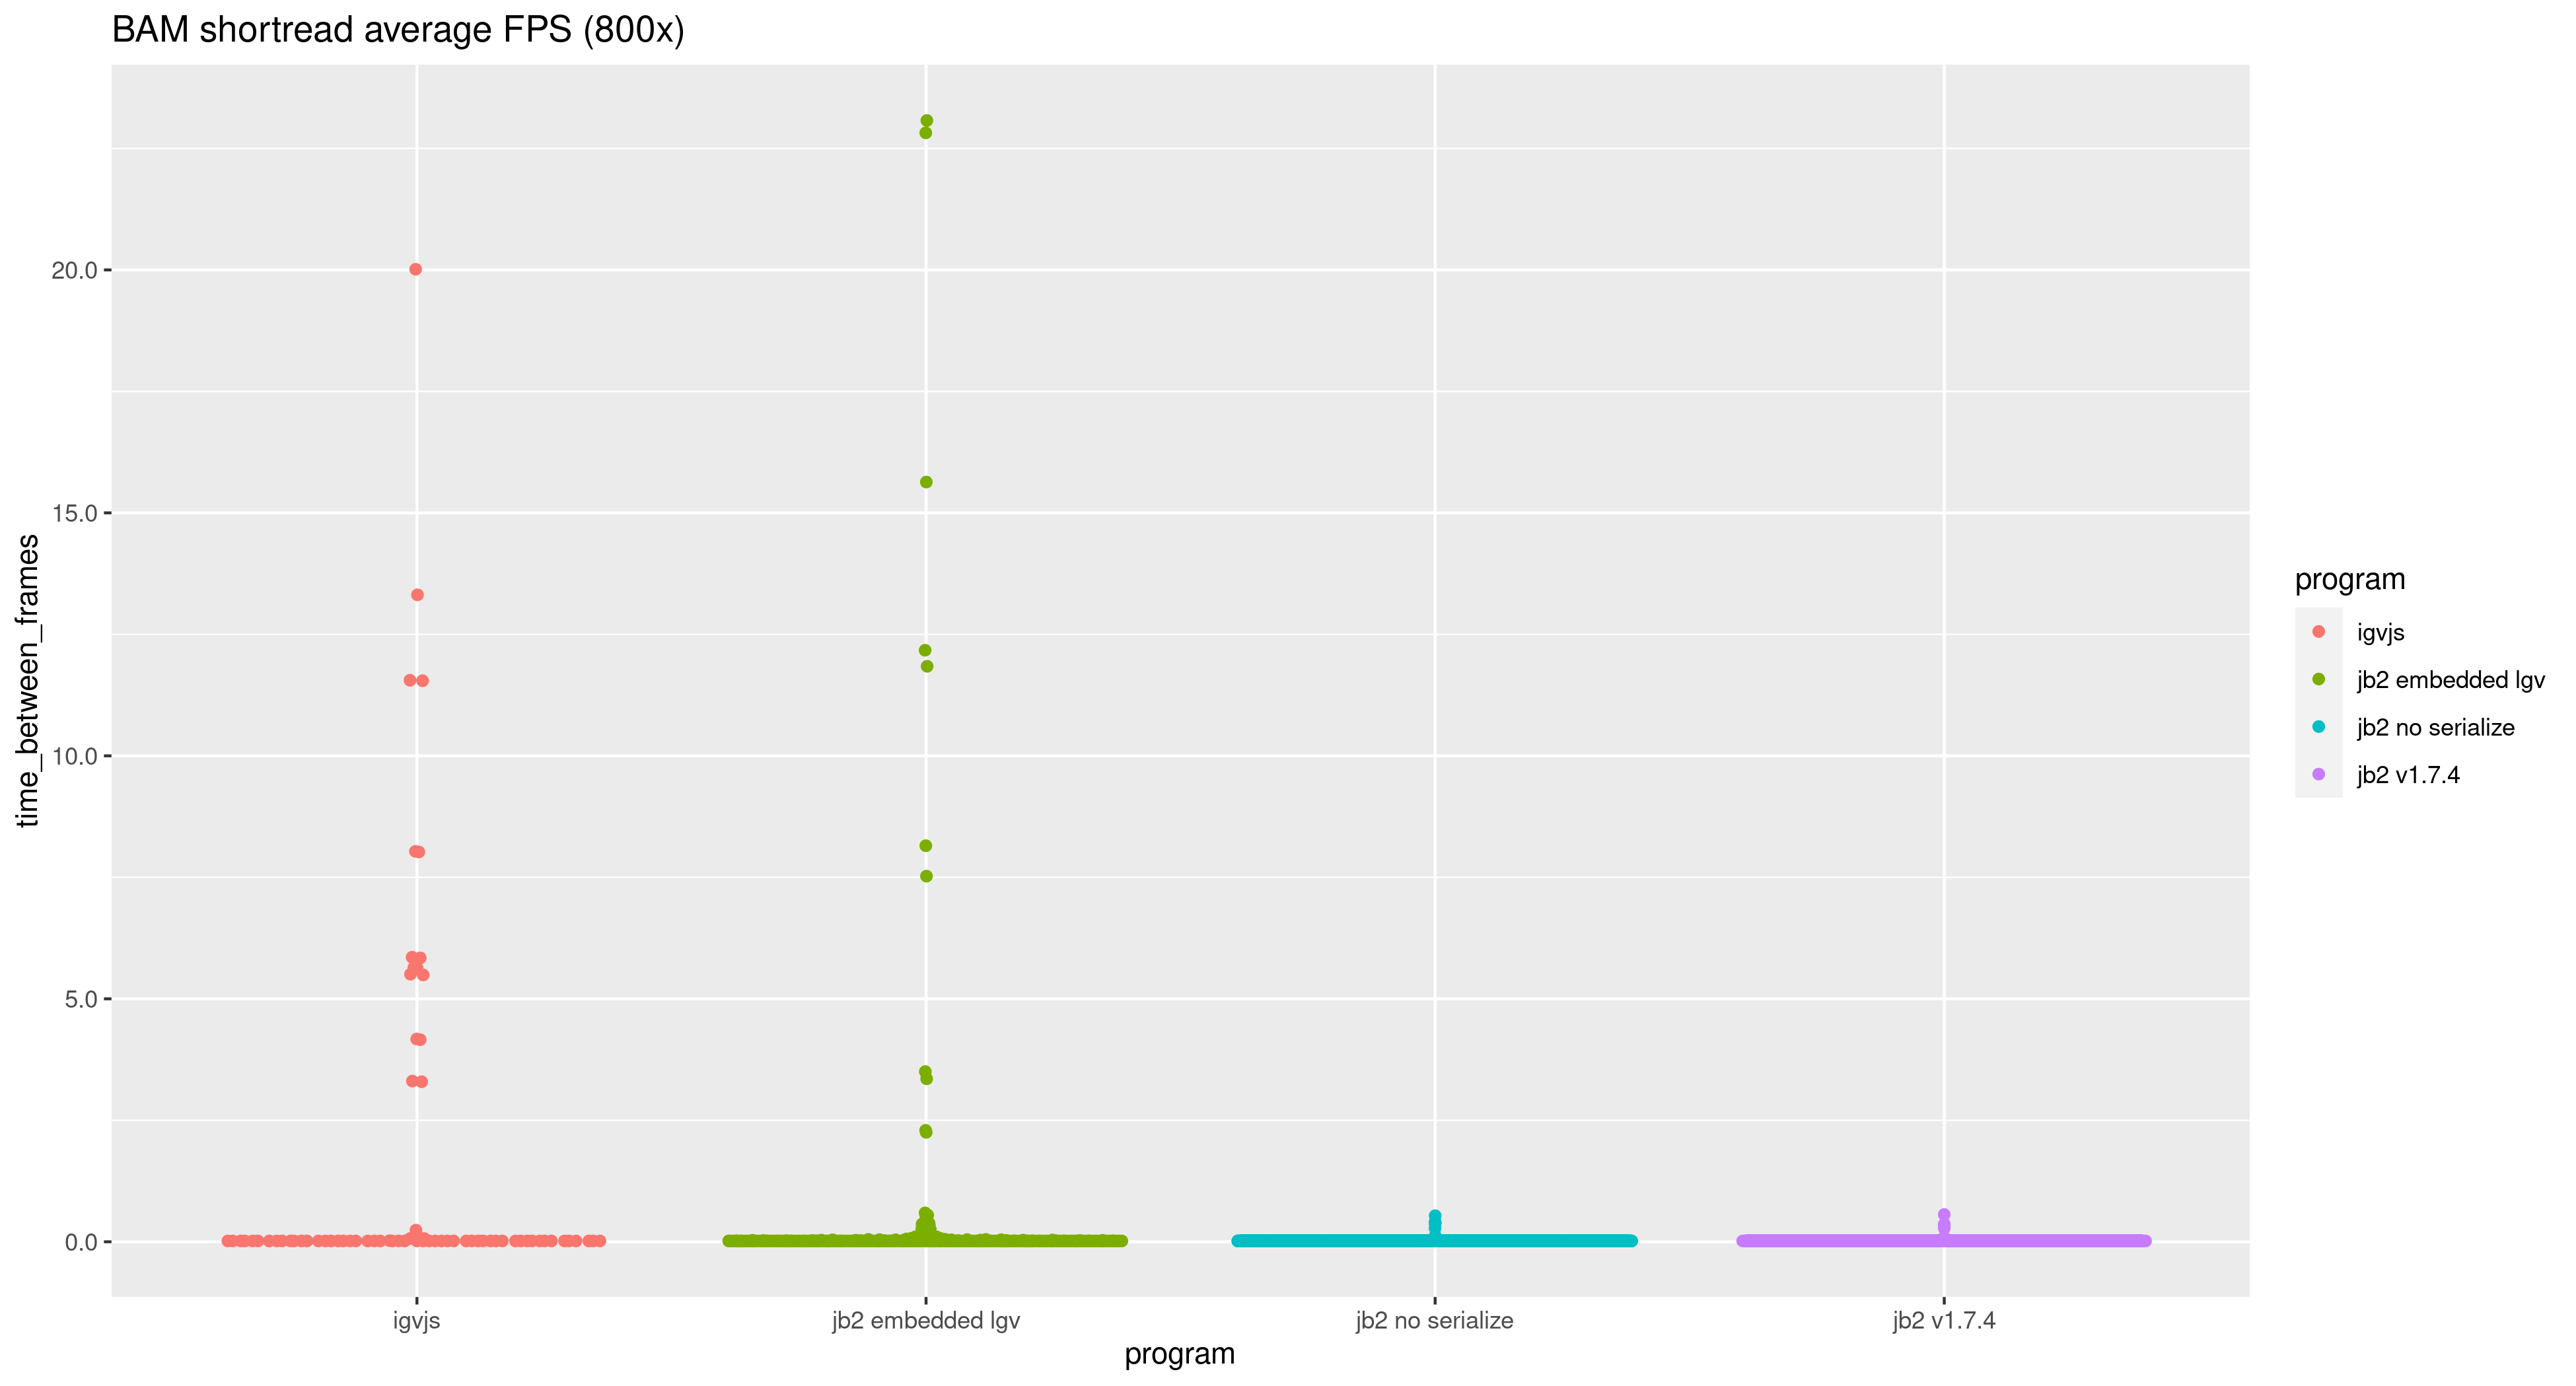 BAM shortread average FPS (800x)
time_between_frames
20.0
15.0
10.0
5.0
0.0
igvjs
jb2 embedded lgv
jb2 no serialize
jb2 v1.7.4
program
program
igvjs
jb2 embedded lgv
jb2 no serialize
jb2 v1.7.4